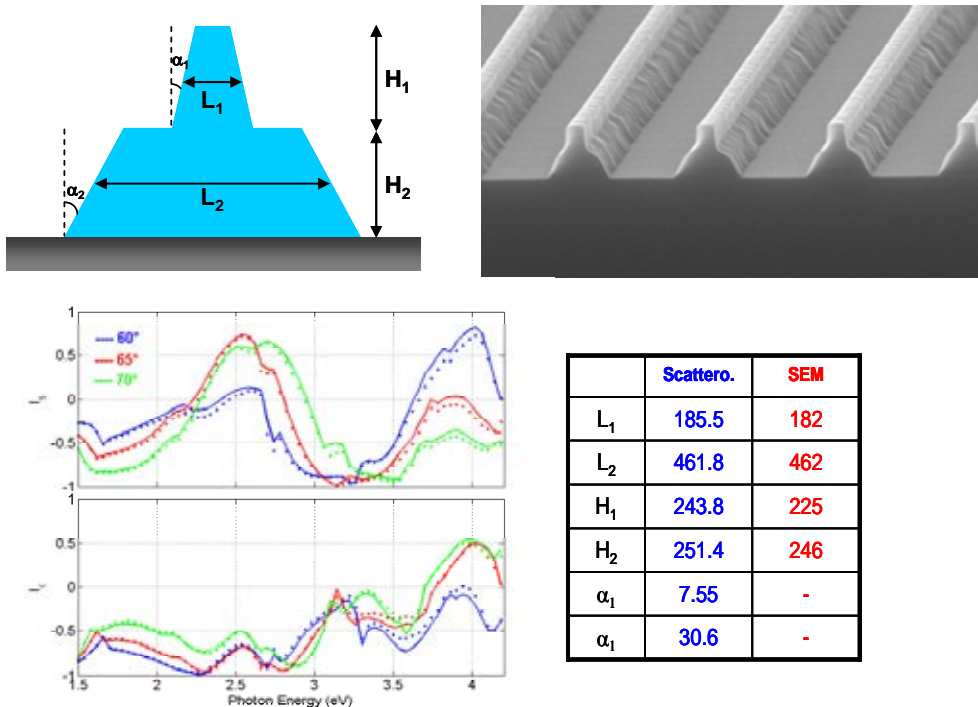 α1
L1
H1
α2
L2
H2
1
60°
65°
70°
0.5
0
-0.5
-1
1
0.5
0
-0.5
-1
1.5 2 2.5 3 3.5 4
Photon Energy (eV)
Scattero. SEM
L1 185.5 182
L2 461.8 462
H1 243.8 225
H2 251.4 246
α1 7.55 -
α1 30.6 -